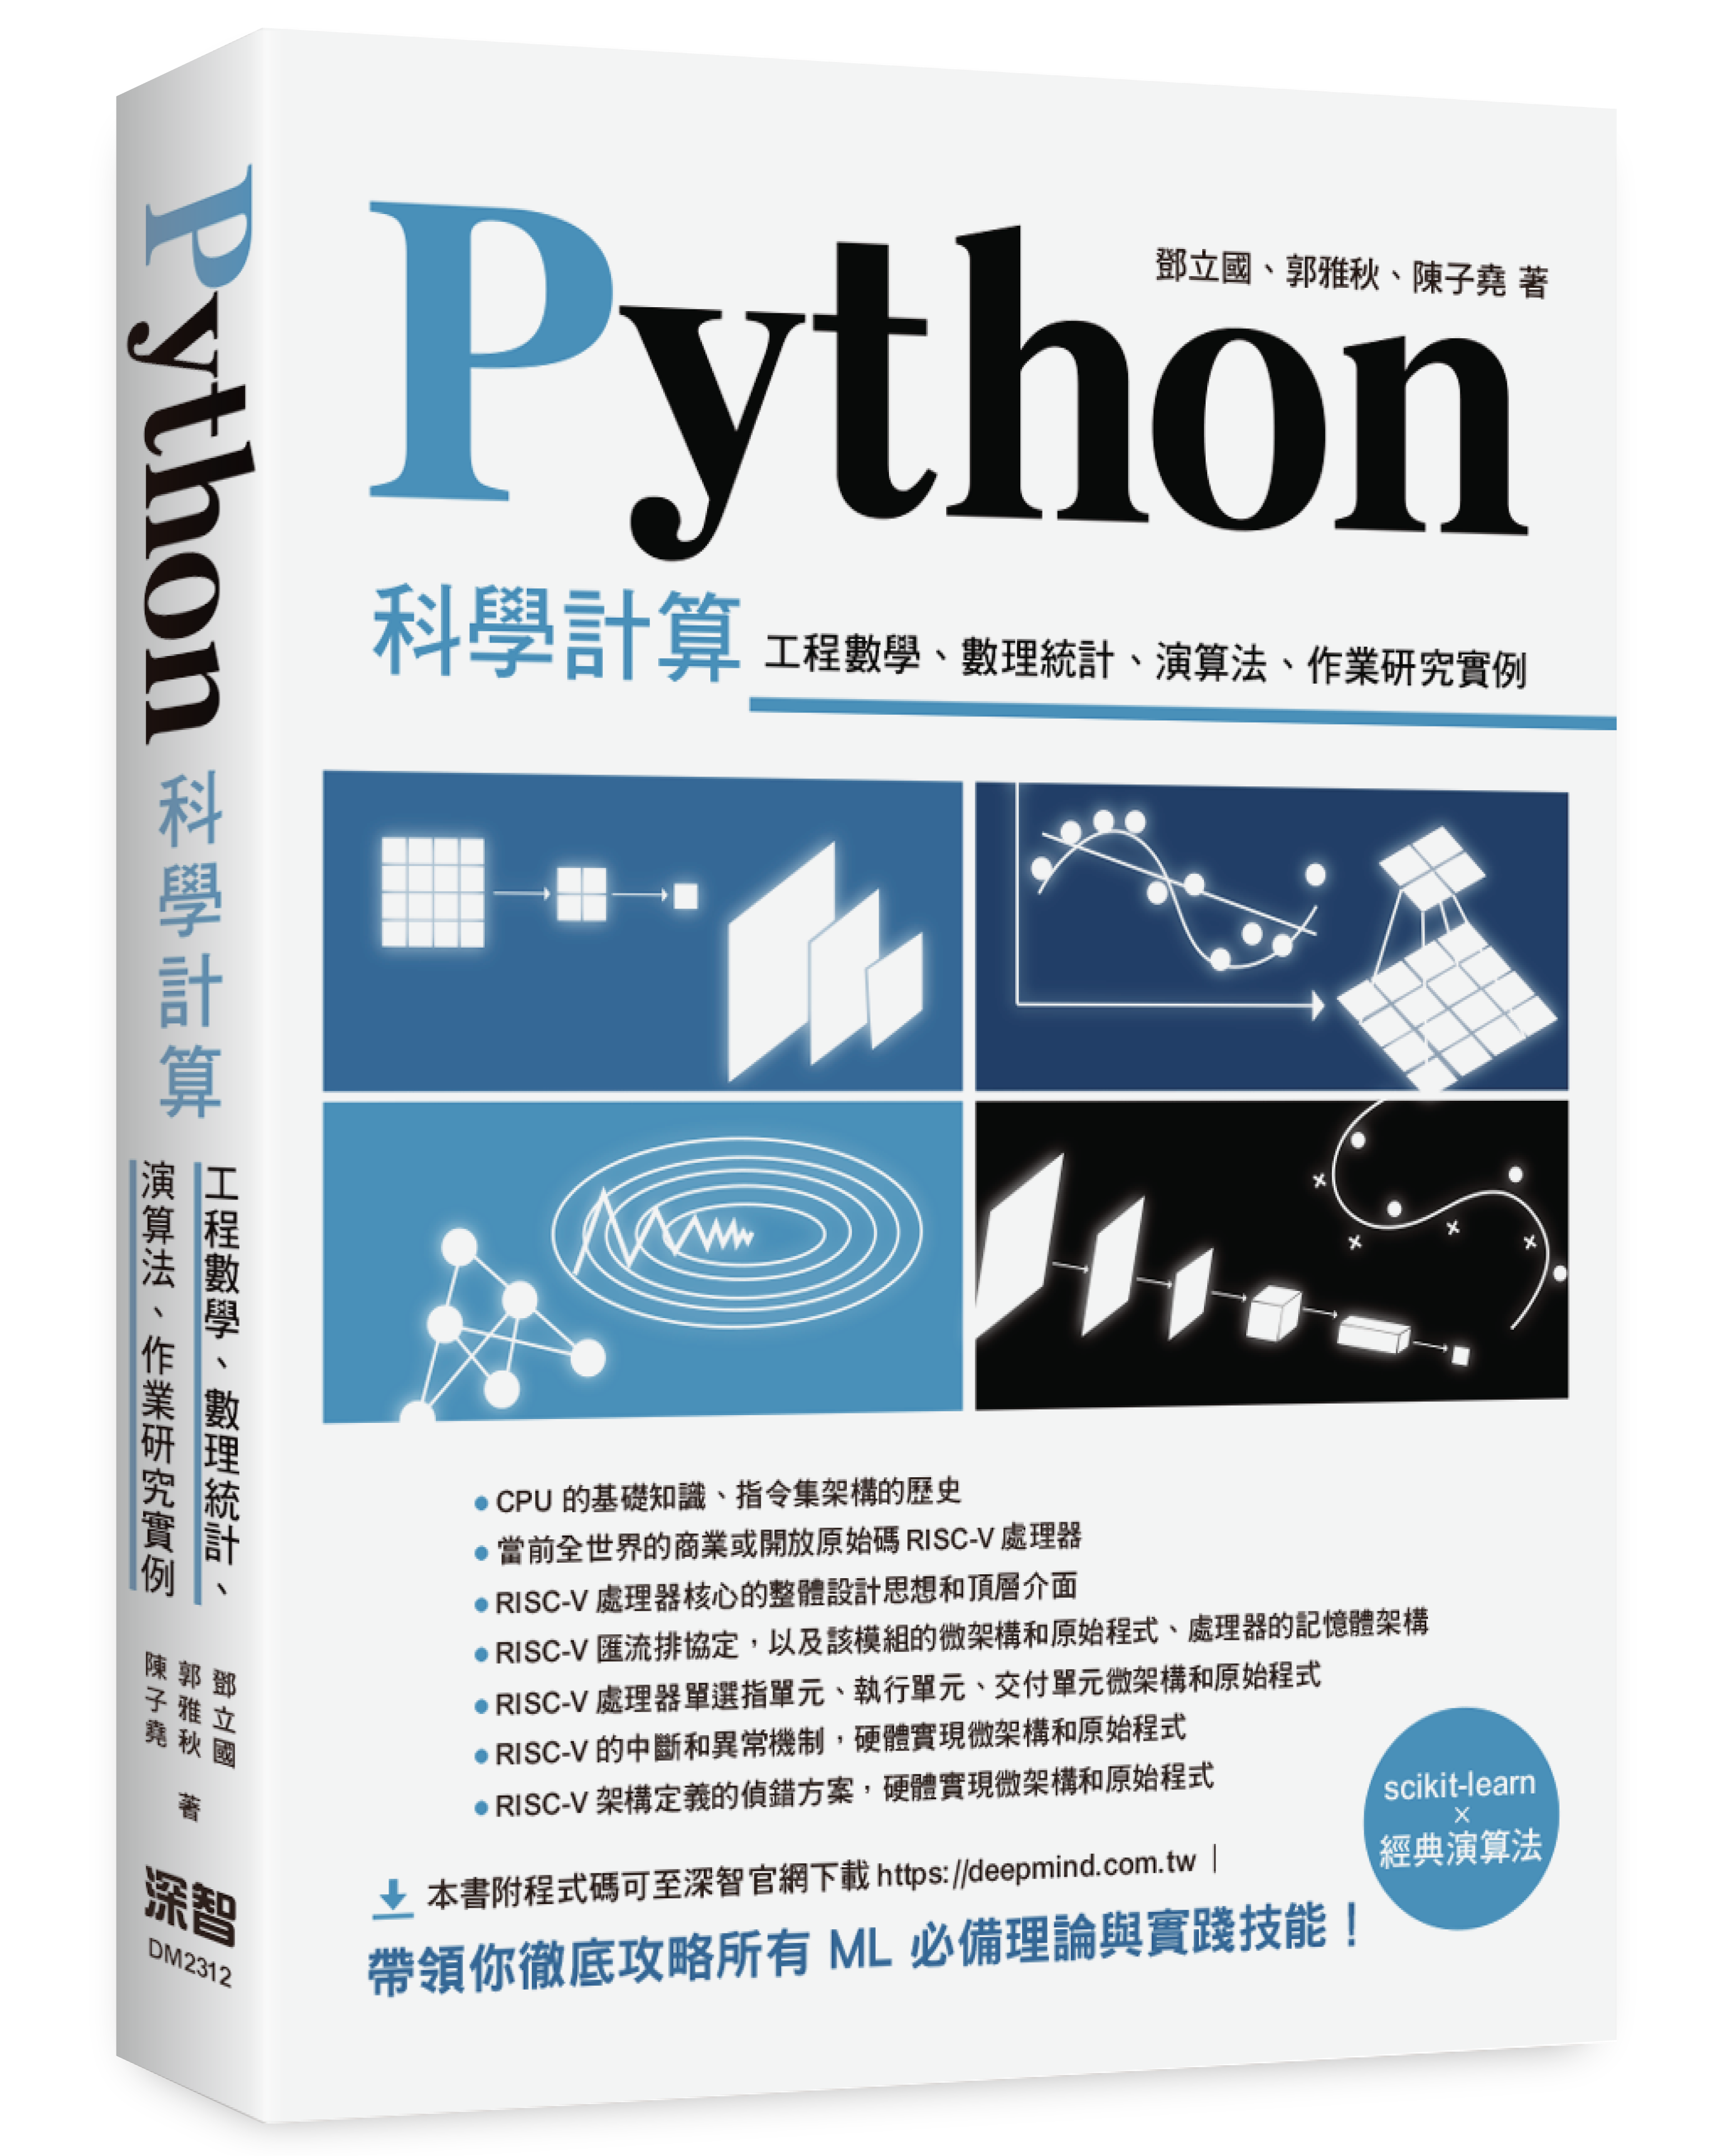 鄧立國、郭雅秋、陳子堯 著
Python
科學計算
工程數學、數理統計、演算法、作業研究實例
CPU 的基礎知識、指令集架構的歷史
當前全世界的商業或開放原始碼 RISC-V 處理器
RISC-V 處理器核心的整體設計思想和頂層介面
RISC-V 匯流排協定，以及該模組的微架構和原始程式、處理器的記憶體架構
RISC-V 處理器單選指單元、執行單元、交付單元微架構和原始程式
RISC-V 的中斷和異常機制，硬體實現微架構和原始程式
RISC-V 架構定義的偵錯方案，硬體實現微架構和原始程式
scikit-learn
×
經典演算法
本書附程式碼可至深智官網下載 https://deepmind.com.tw |
帶領你徹底攻略所有 ML 必備理論與實踐技能！
Python 科學計算
工程數學、數理統計、
演算法、作業研究實例
鄧立國
郭雅秋 著
陳子堯
深智
DM2312